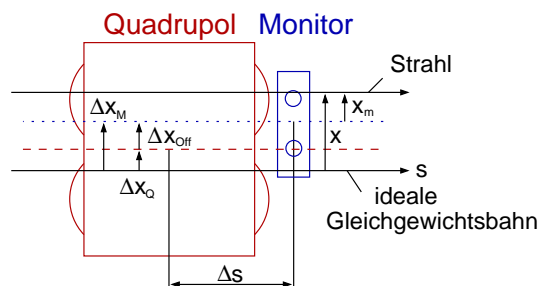 Quadrupol Monitor
Strahl
Δx_M
x_m
Δx_Off
x
Δx_Q
s
ideale
Gleichgewichtsbahn
Δs